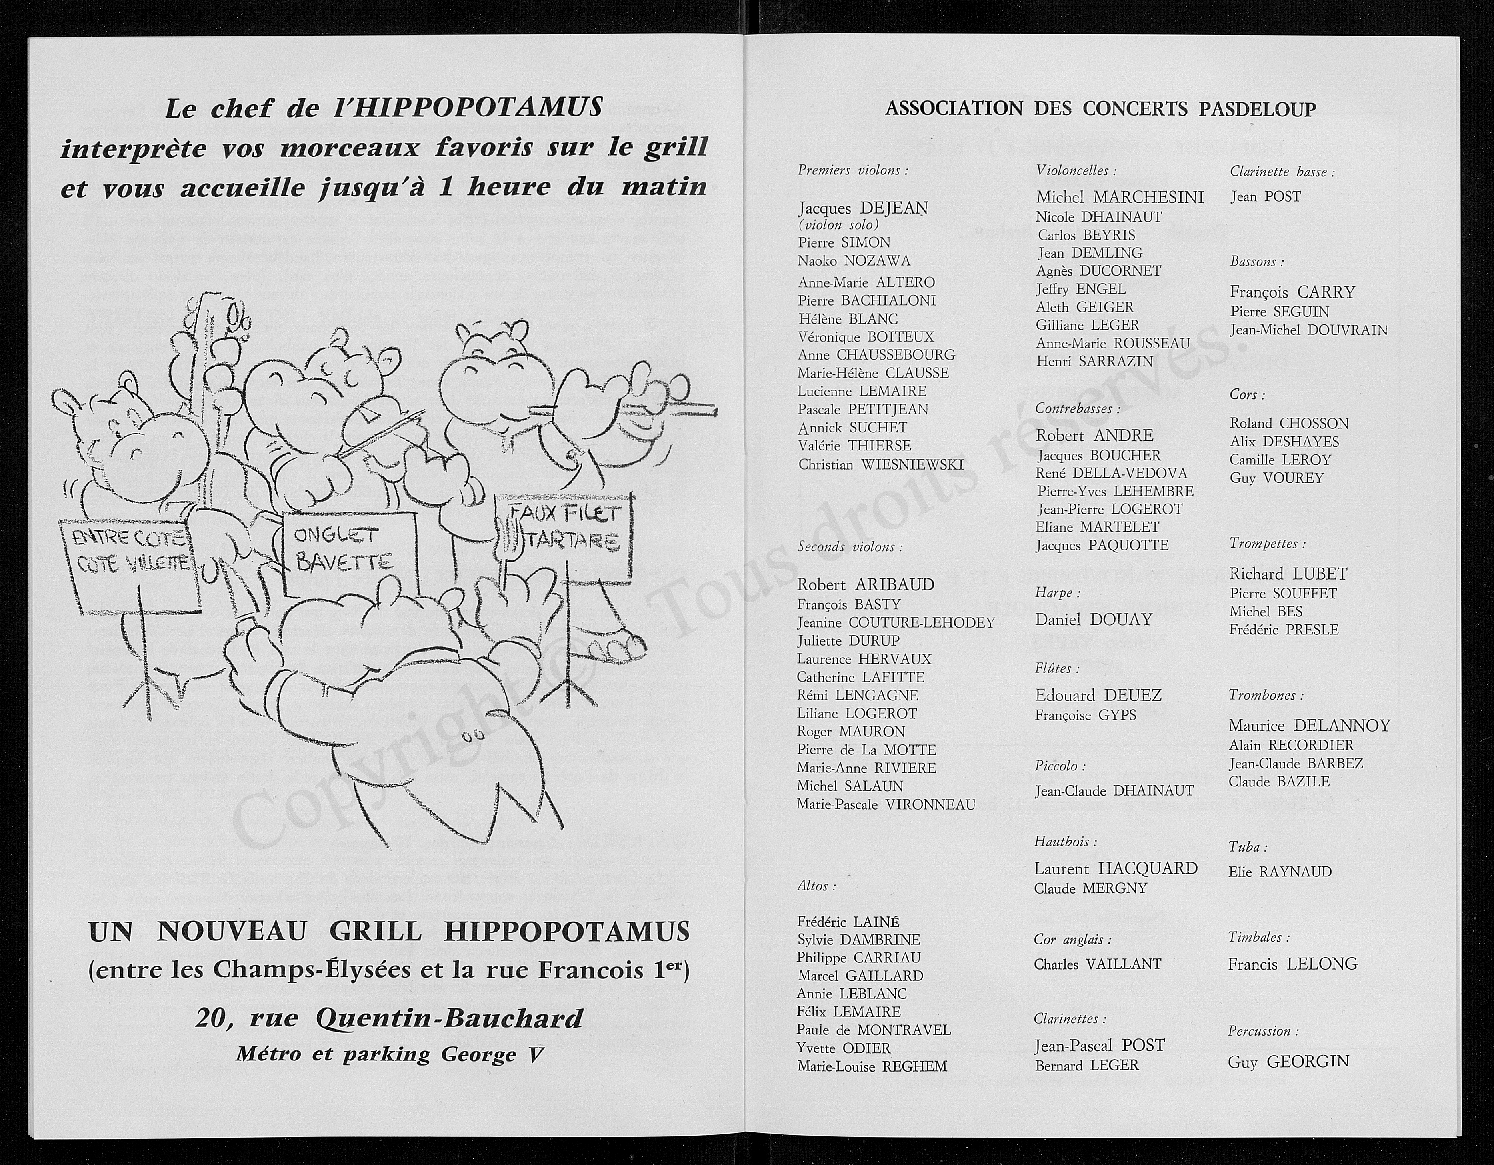 Le chef de l'HIPPOPOTAMUS
interprète vos morceaux favoris sur le grill
et vous accueille jusqu'à 1 heure du matin
ENTRE COTE
COTE VILLETTE
ONGLET
BAVETTE
FAUX FILET
TARTARE
UN NOUVEAU GRILL HIPPOPOTAMUS
(entre les Champs-Élysées et la rue Francois 1er)
20, rue Quentin-Bauchard
Métro et parking George V
ASSOCIATION DES CONCERTS PASDELOUP
Premiers violons :
Jacques DEJEAN
(violon solo)
Pierre SIMON
Naoko NOZAWA
Anne-Marie ALTERO
Pierre BACHIALONI
Hélène BLANC
Véronique BOITEUX
Anne CHAUSSEBOURG
Marie-Hélène CLAUSSE
Lucienne LEMAIRE
Pascale PETITJEAN
Annick SUCHET
Valérie THIERSE
Christian WIESNIEWSKI
Seconds violons :
Robert ARIBAUD
François BASTY
Jeanine COUTURE-LEHODEY
Juliette DURUP
Laurence HERVAUX
Catherine LAFITTE
Rémi LENGAGNE
Liliane LOGEROT
Roger MAURON
Pierre de La MOTTE
Marie-Anne RIVIERE
Michel SALAUN
Marie-Pascale VIRONNEAU
Altos :
Frédéric LAINÉ
Sylvie DAMBRINE
Philippe CARRIAU
Marcel GAILLARD
Annie LEBLANC
Félix LEMAIRE
Paule de MONTRAVEL
Yvette ODIER
Marie-Louise REGHEM
Violoncelles :
Michel MARCHESINI
Nicole DHAINAUT
Carlos BEYRIS
Jean DEMLING
Agnès DUCORNET
Jeffry ENGEL
Aleth GEIGER
Gilliane LEGER
Anne-Marie ROUSSEAU
Henri SARRAZIN
Contrebasses :
Robert ANDRE
Jacques BOUCHER
René DELLA-VEDOVA
Pierre-Yves LEHEMBRE
Jean-Pierre LOGEROT
Eliane MARTELET
Jacques PAQUOTTE
Harpe :
Daniel DOUAY
Flûtes :
Edouard DEUEZ
Françoise GYPS
Piccolo :
Jean-Claude DHAINAUT
Hautbois :
Laurent HACQUARD
Claude MERGNY
Cor anglais :
Charles VAILLANT
Clarinettes :
Jean-Pascal POST
Bernard LEGER
Clarinette basse :
Jean POST
Bassons :
François CARRY
Pierre SEGUIN
Jean-Michel DOUVRAIN
Cors :
Roland CHOSSON
Alix DESHAYES
Camille LEROY
Guy VOUREY
Trompettes :
Richard LUBET
Pierre SOUFFET
Michel BES
Frédéric PRESLE
Trombones :
Maurice DELANNOY
Alain RECORDIER
Jean-Claude BARBEZ
Claude BAZILE
Tuba :
Elie RAYNAUD
Timbales :
Francis LELONG
Percussion :
Guy GEORGIN
Copyright © Tous droits réservés.